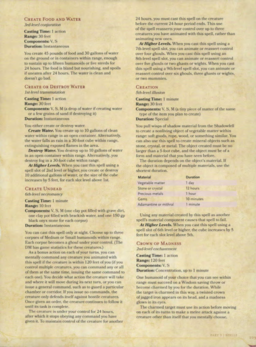 Create Food and Water
3rd-level conjuration
Casting Time: 1 action
Range: 30 feet
Components: V, S
Duration: Instantaneous
You create 45 pounds of food and 30 gallons of water
on the ground or in containers within range, enough
to sustain up to fifteen humanoids or five steeds for
24 hours. The food is bland but nourishing, and spoils
if uneaten after 24 hours. The water is clean and
doesn't go bad.
Create or Destroy Water
1st-level transmutation
Casting Time: 1 action
Range: 30 feet
Components: V, S, M (a drop of water if creating water
or a few grains of sand if destroying it)
Duration: Instantaneous
You either create or destroy water.
Create Water. You create up to 10 gallons of clean
water within range in an open container. Alternatively,
the water falls as rain in a 30-foot cube within range,
extinguishing exposed flames in the area.
Destroy Water. You destroy up to 10 gallons of water
in an open container within range. Alternatively, you
destroy fog in a 30-foot cube within range.
At Higher Levels. When you cast this spell using a
spell slot of 2nd level or higher, you create or destroy
10 additional gallons of water, or the size of the cube
increases by 5 feet, for each slot level above 1st.
Create Undead
6th-level necromancy
Casting Time: 1 minute
Range: 10 feet
Components: V, S, M (one clay pot filled with grave dirt,
one clay pot filled with brackish water, and one 150 gp
black onyx stone for each corpse)
Duration: Instantaneous
You can cast this spell only at night. Choose up to three
corpses of Medium or Small humanoids within range.
Each corpse becomes a ghoul under your control. (The
DM has game statistics for these creatures.)
As a bonus action on each of your turns, you can
mentally command any creature you animated with
this spell if the creature is within 120 feet of you (if you
control multiple creatures, you can command any or all
of them at the same time, issuing the same command to
each one). You decide what action the creature will take
and where it will move during its next turn, or you can
issue a general command, such as to guard a particular
chamber or corridor. If you issue no commands, the
creature only defends itself against hostile creatures.
Once given an order, the creature continues to follow it
until its task is complete.
The creature is under your control for 24 hours,
after which it stops obeying any command you have
given it. To maintain control of the creature for another
24 hours, you must cast this spell on the creature
before the current 24-hour period ends. This use
of the spell reasserts your control over up to three
creatures you have animated with this spell, rather than
animating new ones.
At Higher Levels. When you cast this spell using a
7th-level spell slot, you can animate or reassert control
over four ghouls. When you cast this spell using an
8th-level spell slot, you can animate or reassert control
over five ghouls or two ghasts or wights. When you cast
this spell using a 9th-level spell slot, you can animate or
reassert control over six ghouls, three ghasts or wights,
or two mummies.
Creation
5th-level illusion
Casting Time: 1 minute
Range: 30 feet
Components: V, S, M (a tiny piece of matter of the same
type of the item you plan to create)
Duration: Special
You pull wisps of shadow material from the Shadowfell
to create a nonliving object of vegetable matter within
range: soft goods, rope, wood, or something similar. You
can also use this spell to create mineral objects such as
stone, crystal, or metal. The object created must be no
larger than a 5-foot cube, and the object must be of a
form and material that you have seen before.
The duration depends on the object's material. If
the object is composed of multiple materials, use the
shortest duration.
Material Duration
Vegetable matter 1 day
Stone or crystal 12 hours
Precious metals 1 hour
Gems 10 minutes
Adamantine or mithral 1 minute
Using any material created by this spell as another
spell's material component causes that spell to fail.
At Higher Levels. When you cast this spell using a
spell slot of 6th level or higher, the cube increases by 5
feet for each slot level above 5th.
Crown of Madness
2nd-level enchantment
Casting Time: 1 action
Range: 120 feet
Components: V, S
Duration: Concentration, up to 1 minute
One humanoid of your choice that you can see within
range must succeed on a Wisdom saving throw or
become charmed by you for the duration. While
the target is charmed in this way, a twisted crown
of jagged iron appears on its head, and a madness
glows in its eyes.
The charmed target must use its action before moving
on each of its turns to make a melee attack against a
creature other than itself that you mentally choose.